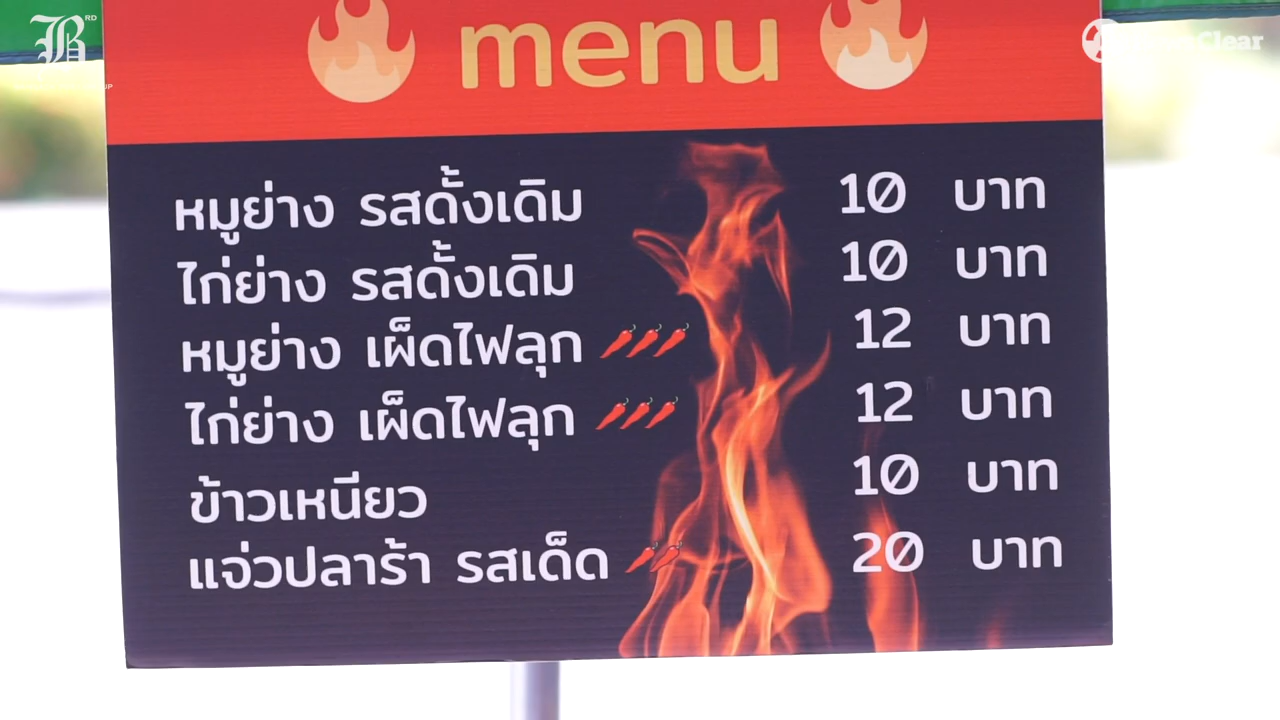 menu
หมูย่าง รสดั้งเดิม 10 บาท
ไก่ย่าง รสดั้งเดิม 10 บาท
หมูย่าง เผ็ดไฟลุก 12 บาท
ไก่ย่าง เผ็ดไฟลุก 12 บาท
ข้าวเหนียว 10 บาท
แจ่วปลาร้า รสเด็ด 20 บาท